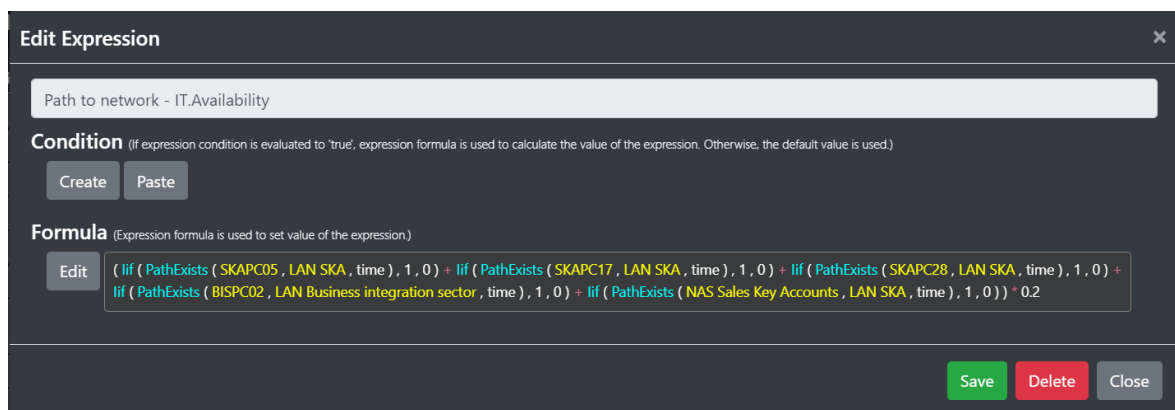 Edit Expression ×
Path to network - IT.Availability
Condition (If expression condition is evaluated to 'true', expression formula is used to calculate the value of the expression. Otherwise, the default value is used.)
Create Paste
Formula (Expression formula is used to set value of the expression.)
Edit ( Iif ( PathExists ( SKAPC05 , LAN SKA , time ) , 1 , 0 ) + Iif ( PathExists ( SKAPC17 , LAN SKA , time ) , 1 , 0 ) + Iif ( PathExists ( SKAPC28 , LAN SKA , time ) , 1 , 0 ) +
Iif ( PathExists ( BISPC02 , LAN Business integration sector , time ) , 1 , 0 ) + Iif ( PathExists ( NAS Sales Key Accounts , LAN SKA , time ) , 1 , 0 ) ) * 0.2
Save Delete Close